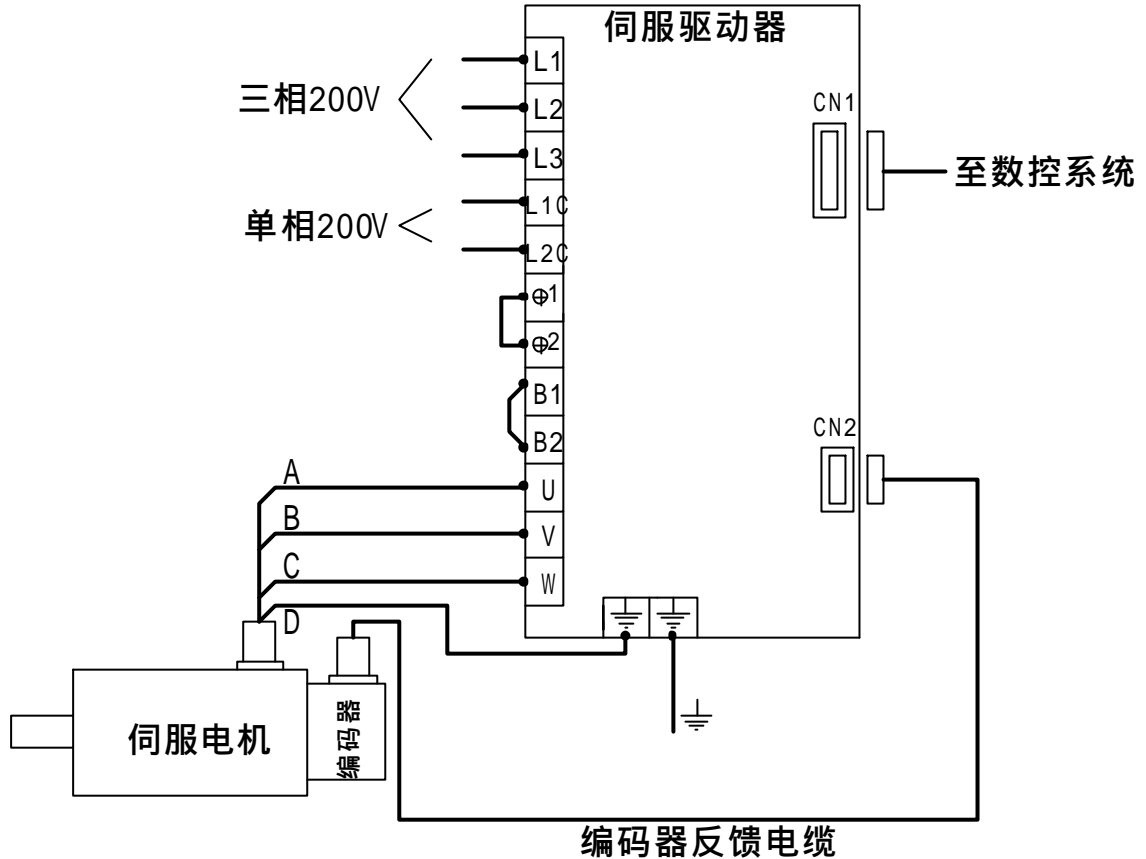 伺服驱动器
L1
三相200V
L2
L3
L1C
单相200V
L2C
⊕1
⊕2
B1
B2
A
U
B
V
C
W
D
CN1
至数控系统
CN2
伺服电机
编码器
编码器反馈电缆